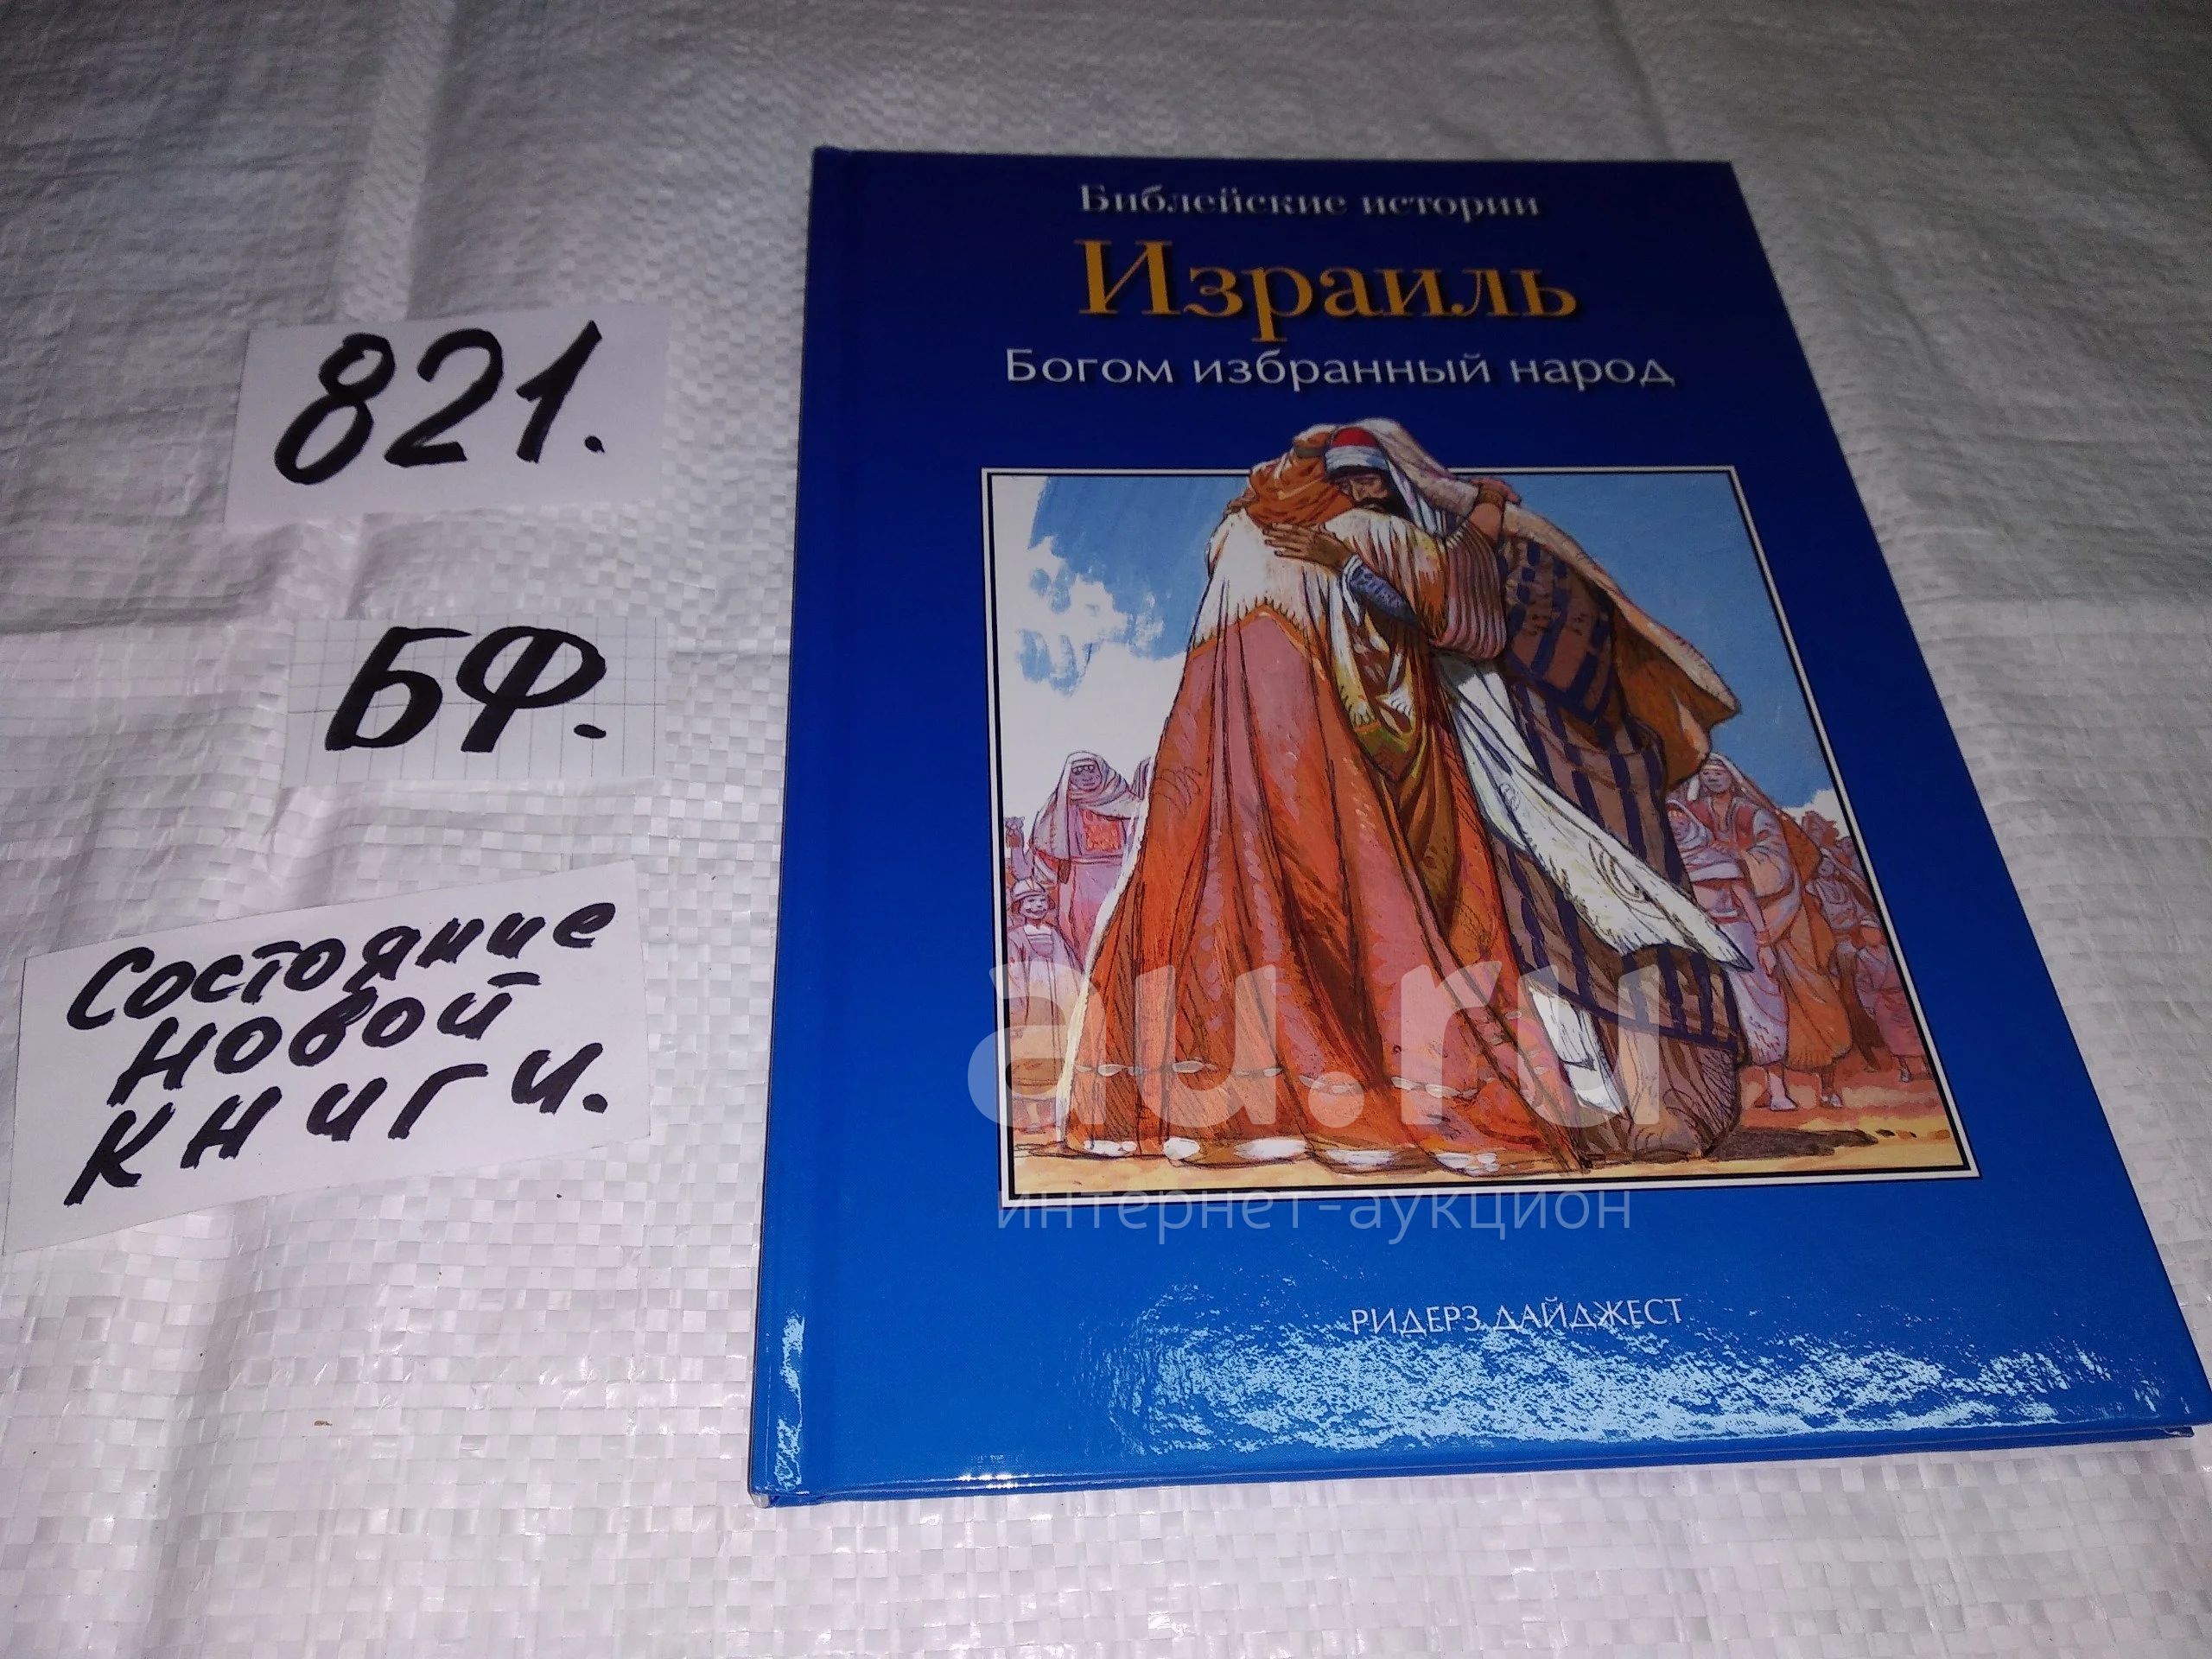 821.
БФ.
Состояние
новой
книги.
Библейские истории
Израиль
Богом избранный народ
au.ru
интернет-аукцион
РИДЕРЗ ДАЙДЖЕСТ